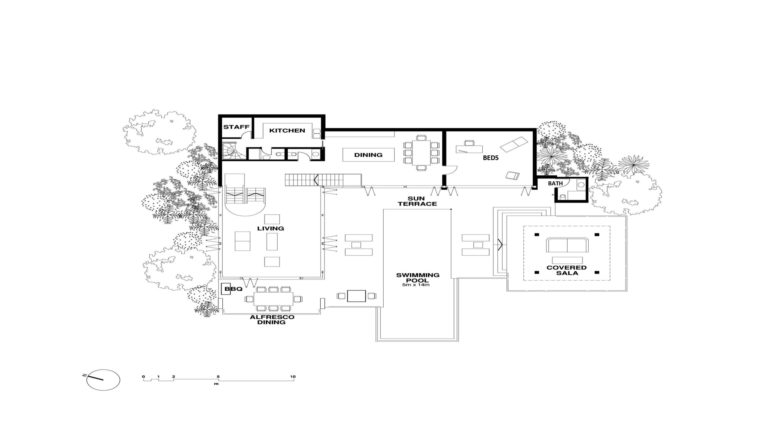 STAFF
KITCHEN
DINING
BEDS
BATH
SUN
TERRACE
LIVING
SWIMMING
POOL
5m x 14m
COVERED
SALA
BBQ
ALFRESCO
DINING
0 1 2 5 10
m